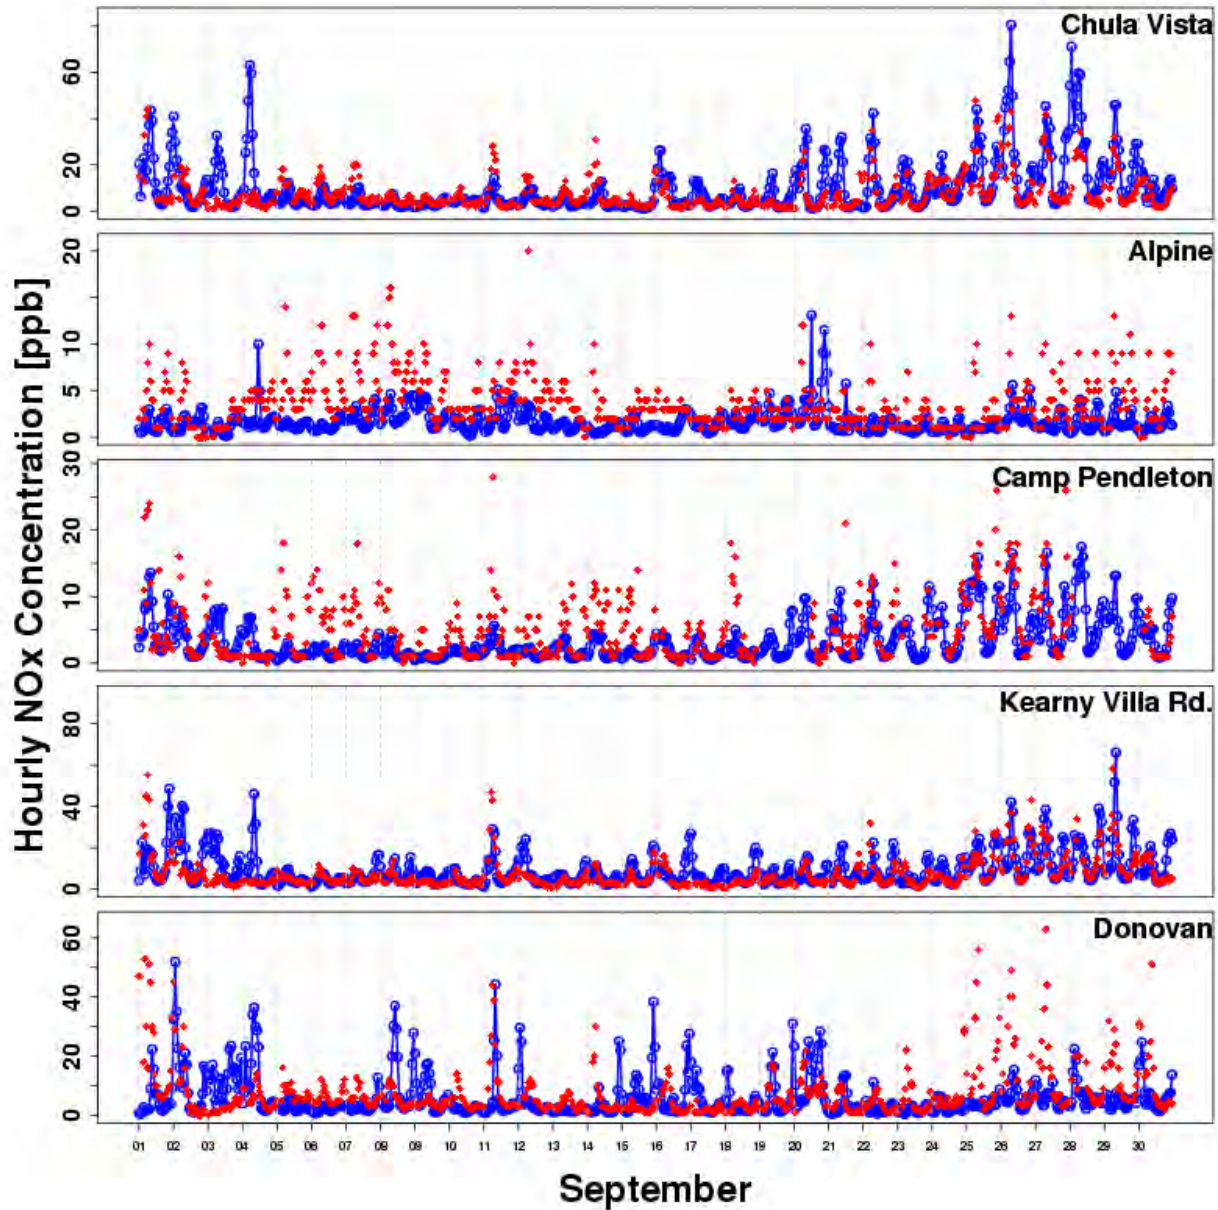 Hourly NOx Concentration [ppb]
Chula Vista
60
20
0
Alpine
20
10
5
0
Camp Pendleton
30
20
10
0
Kearny Villa Rd.
80
40
0
Donovan
60
40
20
0
01 02 03 04 05 06 07 08 09 10 11 12 13 14 15 16 17 18 19 20 21 22 23 24 25 26 27 28 29 30
September